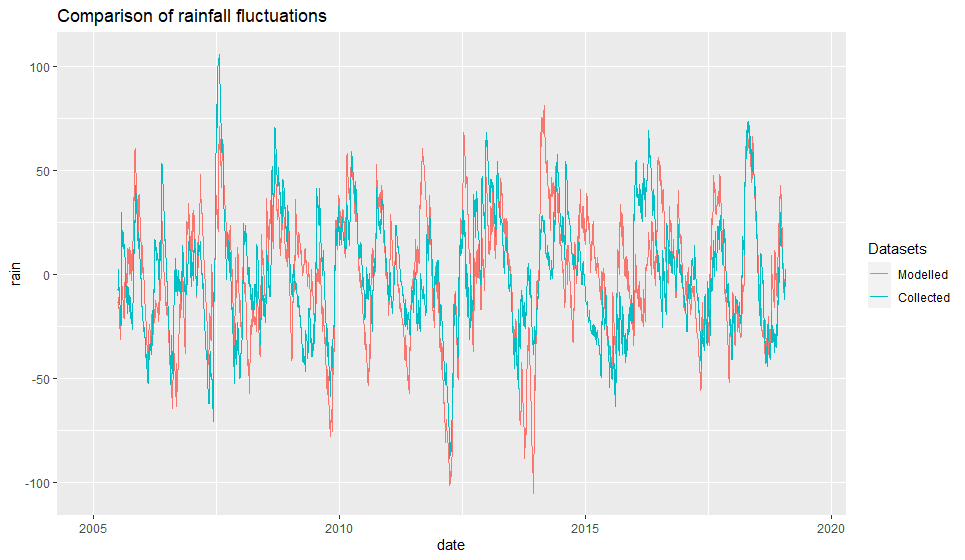 Comparison of rainfall fluctuations
100
50
0
-50
-100
rain
2005
2010
2015
2020
date
Datasets
Modelled
Collected